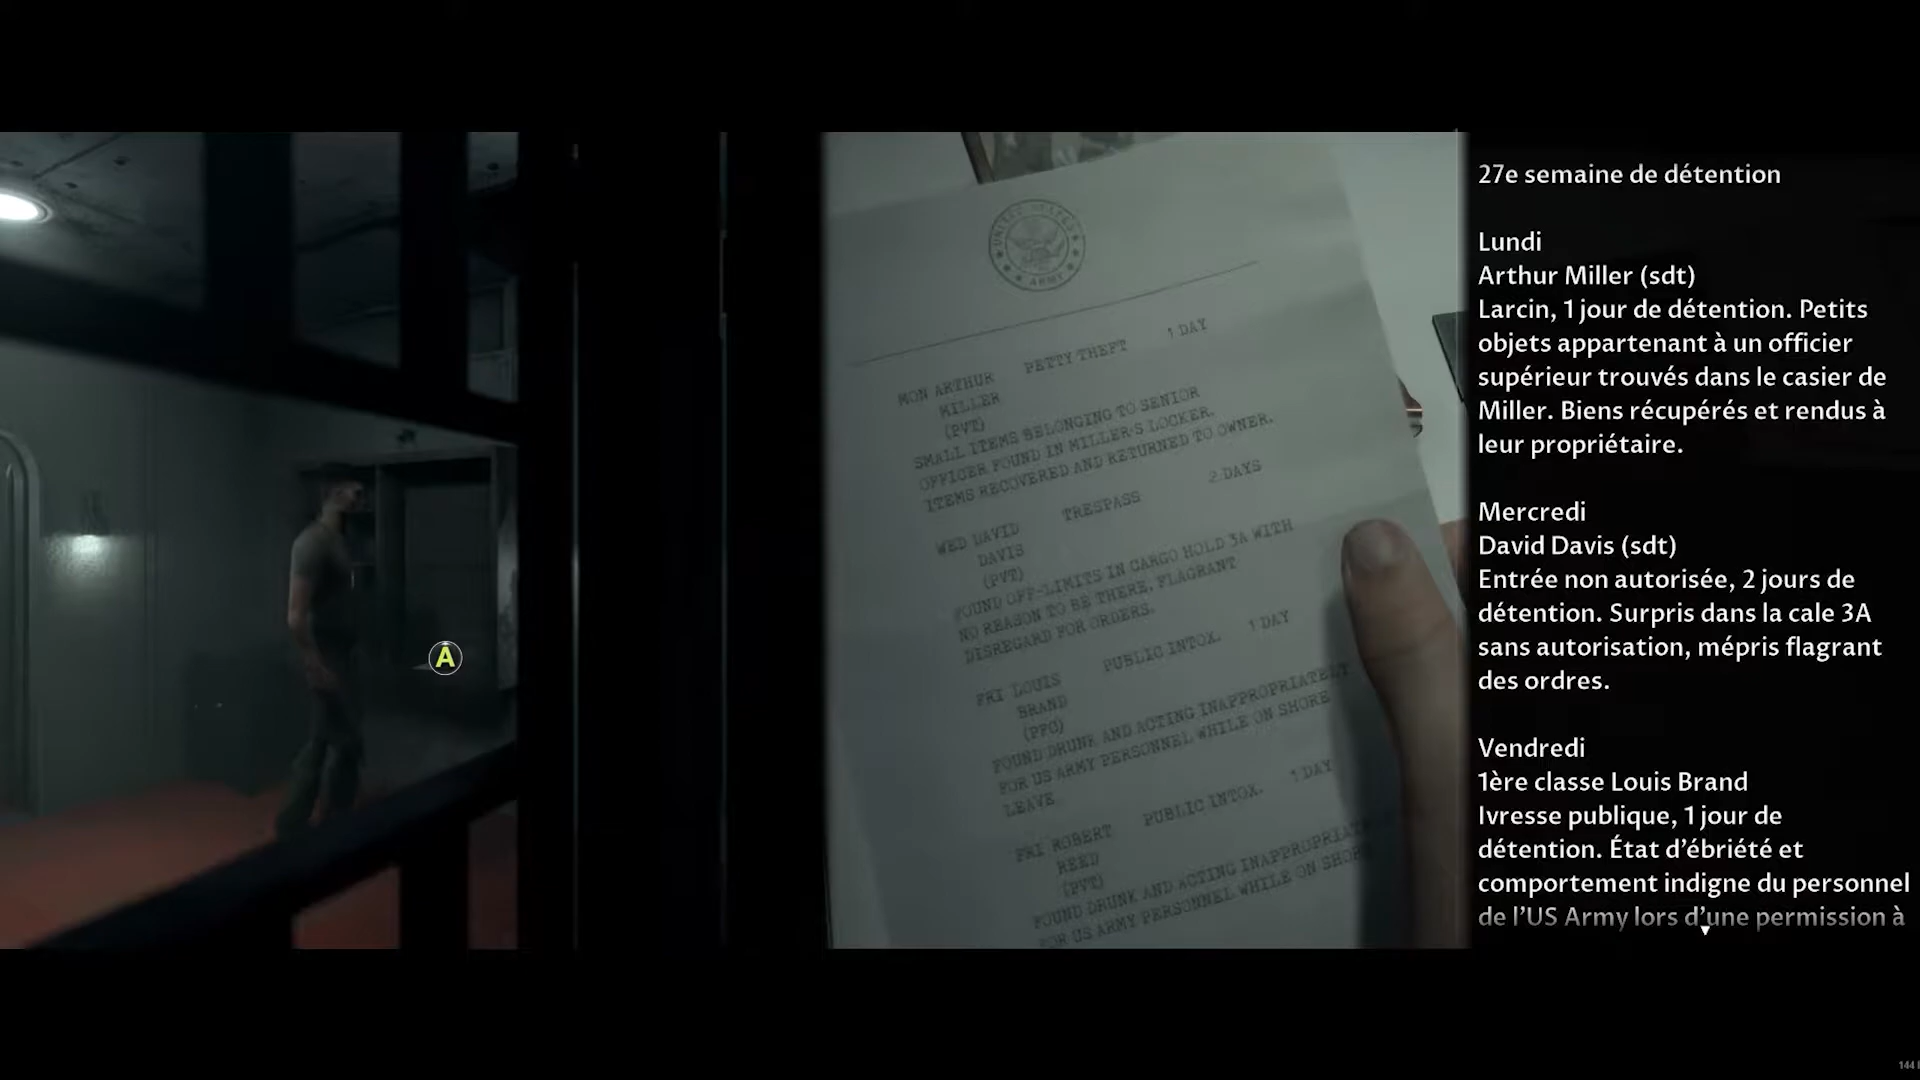 UNITED STATES
ARMY
MON ARTHUR PETTY THEFT 1 DAY
MILLER
(PVT)
SMALL ITEMS BELONGING TO SENIOR
OFFICER FOUND IN MILLER'S LOCKER.
ITEMS RECOVERED AND RETURNED TO OWNER.
WED DAVID TRESPASS 2 DAYS
DAVIS
(PVT)
FOUND OFF-LIMITS IN CARGO HOLD 3A WITH
NO REASON TO BE THERE, FLAGRANT
DISREGARD FOR ORDERS.
FRI LOUIS PUBLIC INTOX. 1 DAY
BRAND
(PFC)
FOUND DRUNK AND ACTING INAPPROPRIATELY
FOR US ARMY PERSONNEL WHILE ON SHORE
LEAVE
FRI ROBERT PUBLIC INTOX. 1 DAY
REED
(PVT)
FOUND DRUNK AND ACTING INAPPROPRIAT
FOR US ARMY PERSONNEL WHILE ON SHOR
A
27e semaine de détention
Lundi
Arthur Miller (sdt)
Larcin, 1 jour de détention. Petits
objets appartenant à un officier
supérieur trouvés dans le casier de
Miller. Biens récupérés et rendus à
leur propriétaire.
Mercredi
David Davis (sdt)
Entrée non autorisée, 2 jours de
détention. Surpris dans la cale 3A
sans autorisation, mépris flagrant
des ordres.
Vendredi
1ère classe Louis Brand
Ivresse publique, 1 jour de
détention. État d'ébriété et
comportement indigne du personnel
de l'US Army lors d'une permission à
144